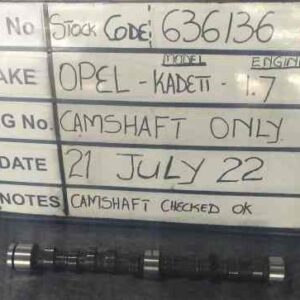 No STOCK CODE: 636136
MODEL ENGIN
AKE OPEL - KADETT - 1.7
G No. CAMSHAFT ONLY
DATE 21 JULY 22
NOTES CAMSHAFT CHECKED OK